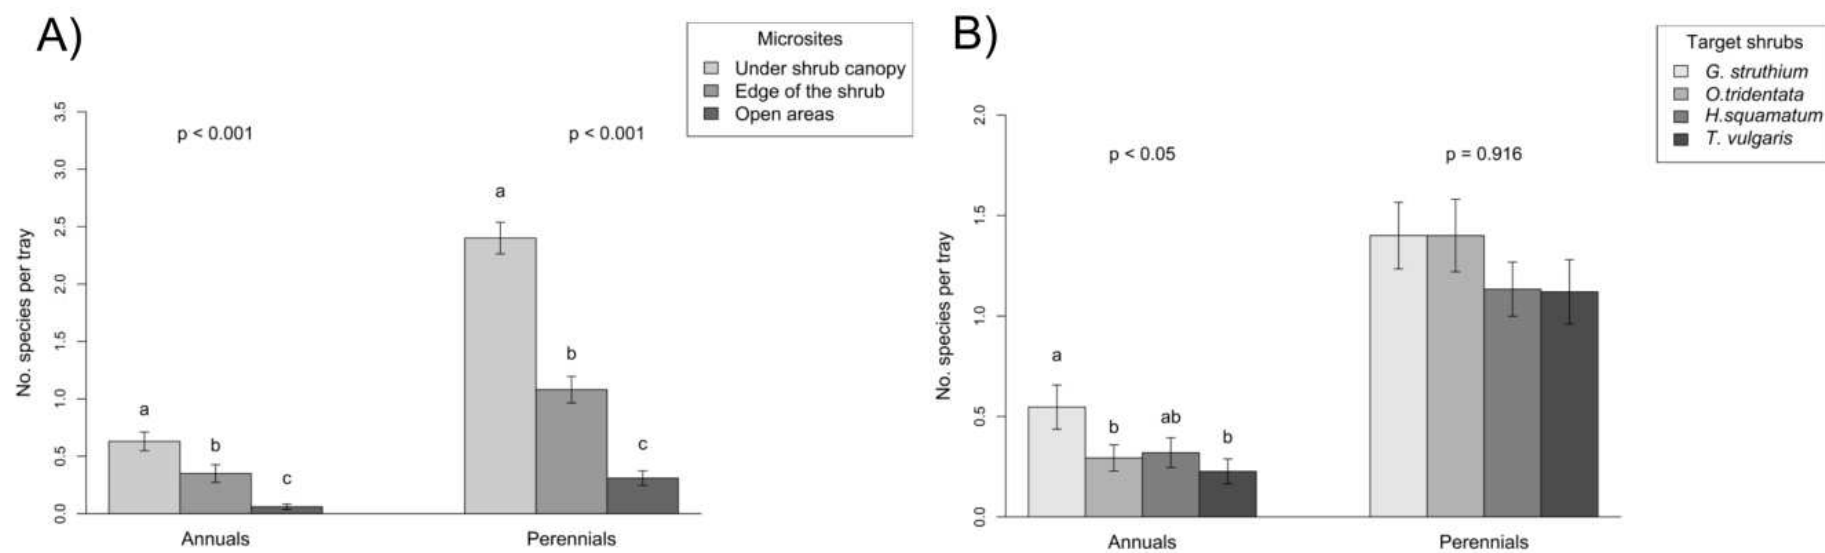 A)
Microsites
Under shrub canopy
Edge of the shrub
Open areas
No. species per tray
3.5
3.0
2.5
2.0
1.5
1.0
0.5
0.0
p < 0.001
p < 0.001
a
b
c
a
b
c
Annuals
Perennials
B)
Target shrubs
G. struthium
O.tridentata
H.squamatum
T. vulgaris
No. species per tray
2.0
1.5
1.0
0.5
0.0
p < 0.05
p = 0.916
a
b
ab
b
Annuals
Perennials